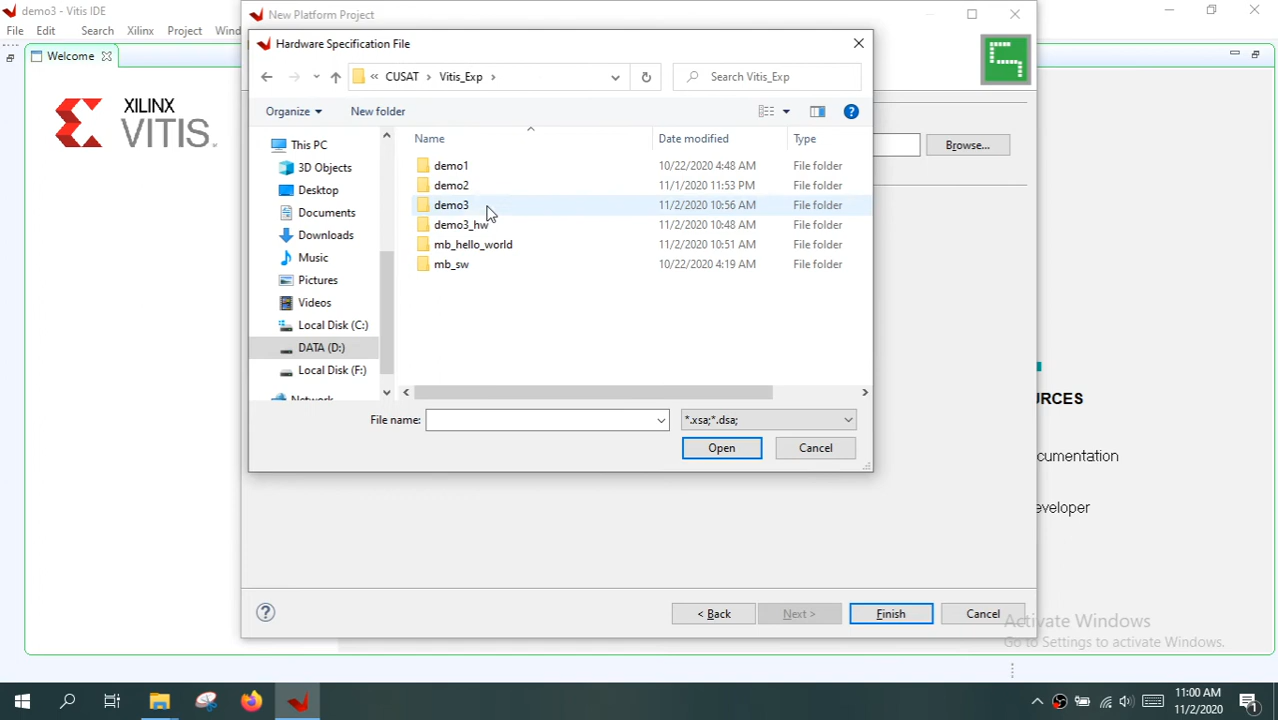 demo3 - Vitis IDE
New Platform Project
File Edit Search Xilinx Project Wind
Welcome
Hardware Specification File
XILINX
VITIS.
« CUSAT > Vitis_Exp >
Search Vitis_Exp
Organize
New folder
Browse...
Name Date modified Type
This PC
3D Objects
Desktop
Documents
Downloads
Music
Pictures
Videos
Local Disk (C:)
DATA (D:)
Local Disk (F:)
Network
demo1 10/22/2020 4:48 AM File folder
demo2 11/1/2020 11:53 PM File folder
demo3 11/2/2020 10:56 AM File folder
demo3_hw 11/2/2020 10:48 AM File folder
mb_hello_world 11/2/2020 10:51 AM File folder
mb_sw 10/22/2020 4:19 AM File folder
File name:
*.xsa;*.dsa;
Open Cancel
URCES
cumentation
eveloper
< Back Next > Finish Cancel
Activate Windows
Go to Settings to activate Windows.
11:00 AM
11/2/2020
1